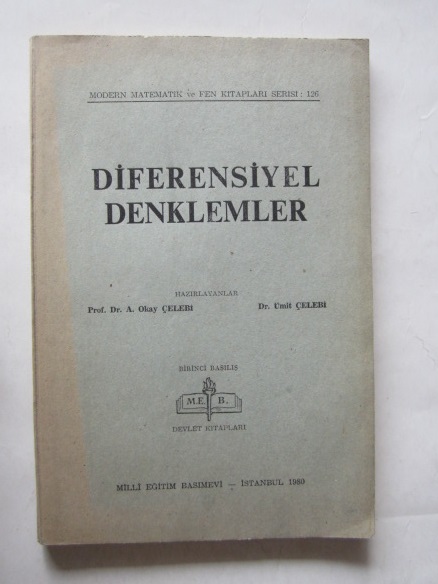 MODERN MATEMATİK ve FEN KİTAPLARI SERİSİ : 126
DİFERENSİYEL
DENKLEMLER
HAZIRLAYANLAR
Prof. Dr. A. Okay ÇELEBİ
Dr. Ümit ÇELEBİ
BİRİNCİ BASILIŞ
M.E. B.
DEVLET KİTAPLARI
MİLLİ EĞİTİM BASIMEVİ — İSTANBUL 1980